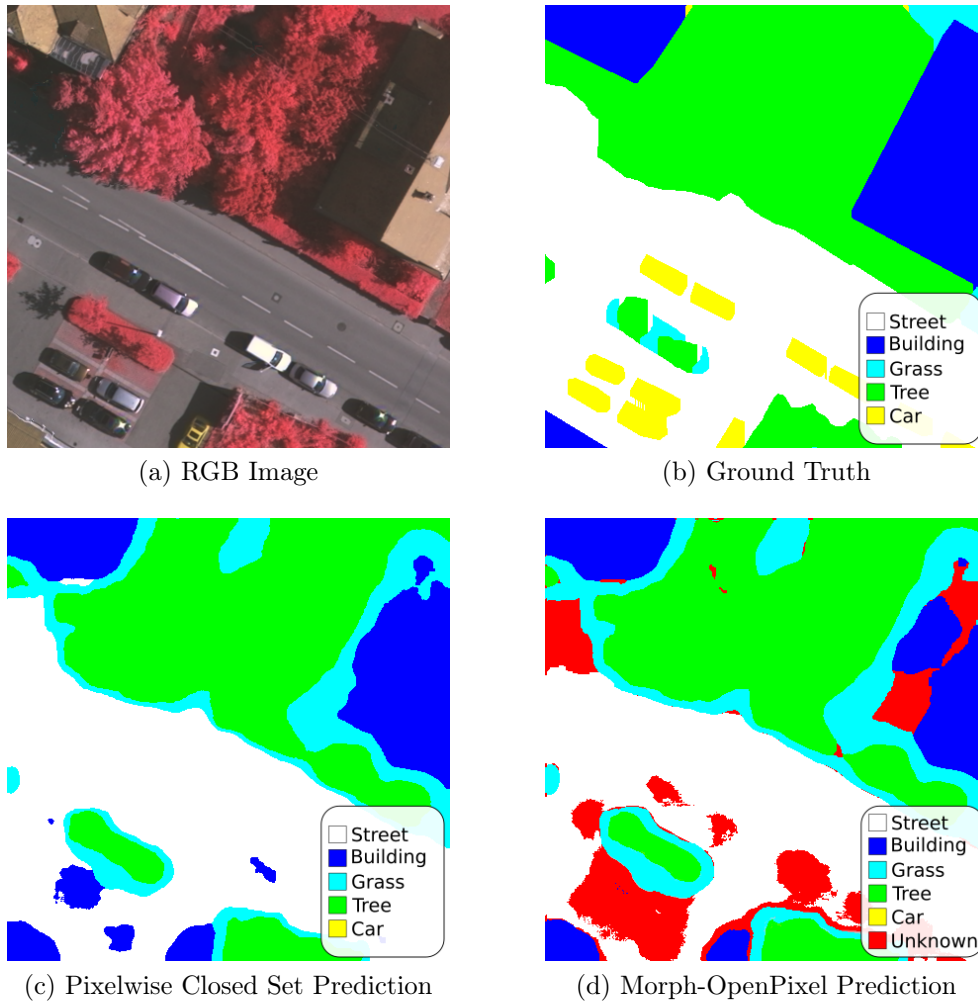 (a) RGB Image
Street
Building
Grass
Tree
Car
(b) Ground Truth
Street
Building
Grass
Tree
Car
(c) Pixelwise Closed Set Prediction
Street
Building
Grass
Tree
Car
Unknown
(d) Morph-OpenPixel Prediction